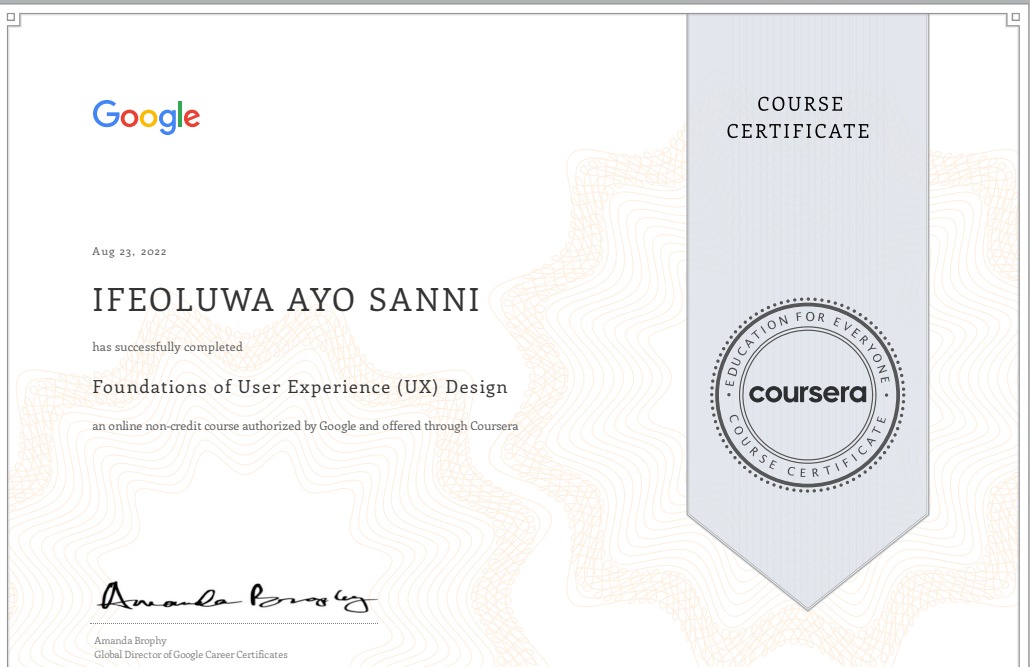 Google
COURSE
CERTIFICATE
Aug 23, 2022
IFEOLUWA AYO SANNI
has successfully completed
Foundations of User Experience (UX) Design
an online non-credit course authorized by Google and offered through Coursera
EDUCATION FOR EVERYONE
coursera
COURSE CERTIFICATE
Amanda Brophy
Amanda Brophy
Global Director of Google Career Certificates